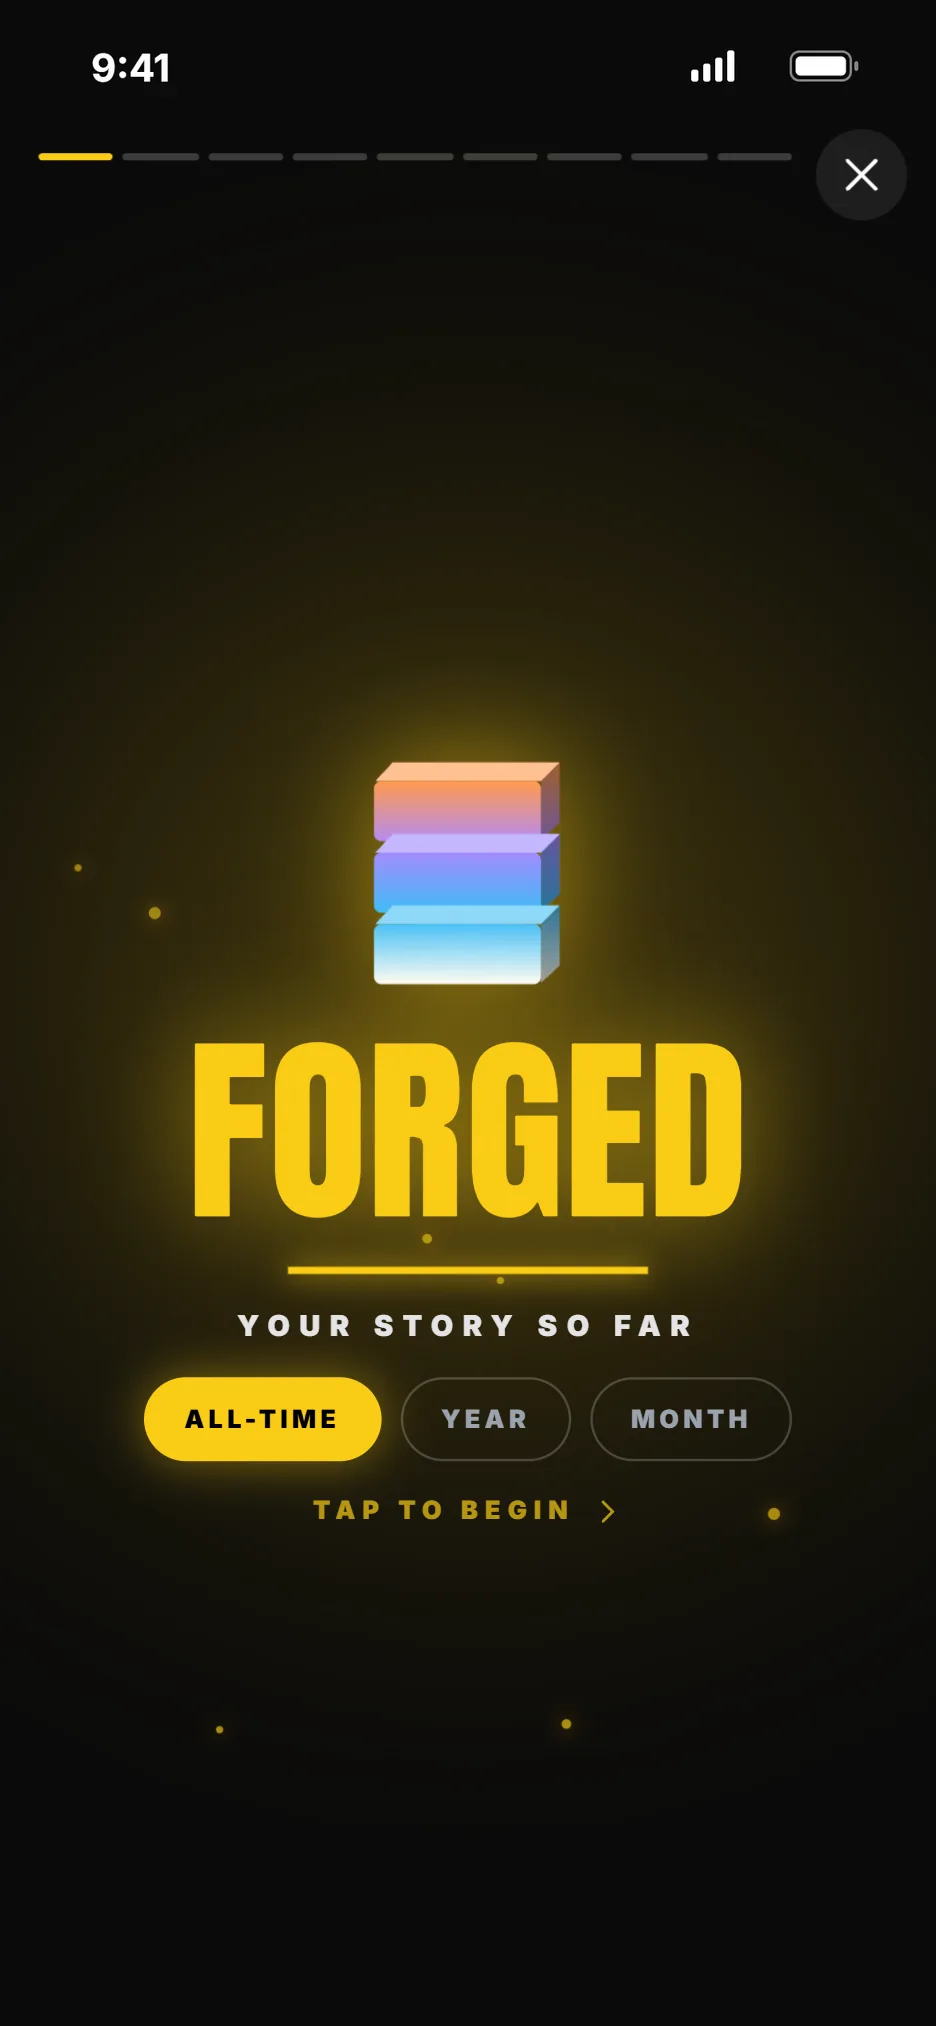 9:41
FORGED
YOUR STORY SO FAR
ALL-TIME YEAR MONTH
TAP TO BEGIN >